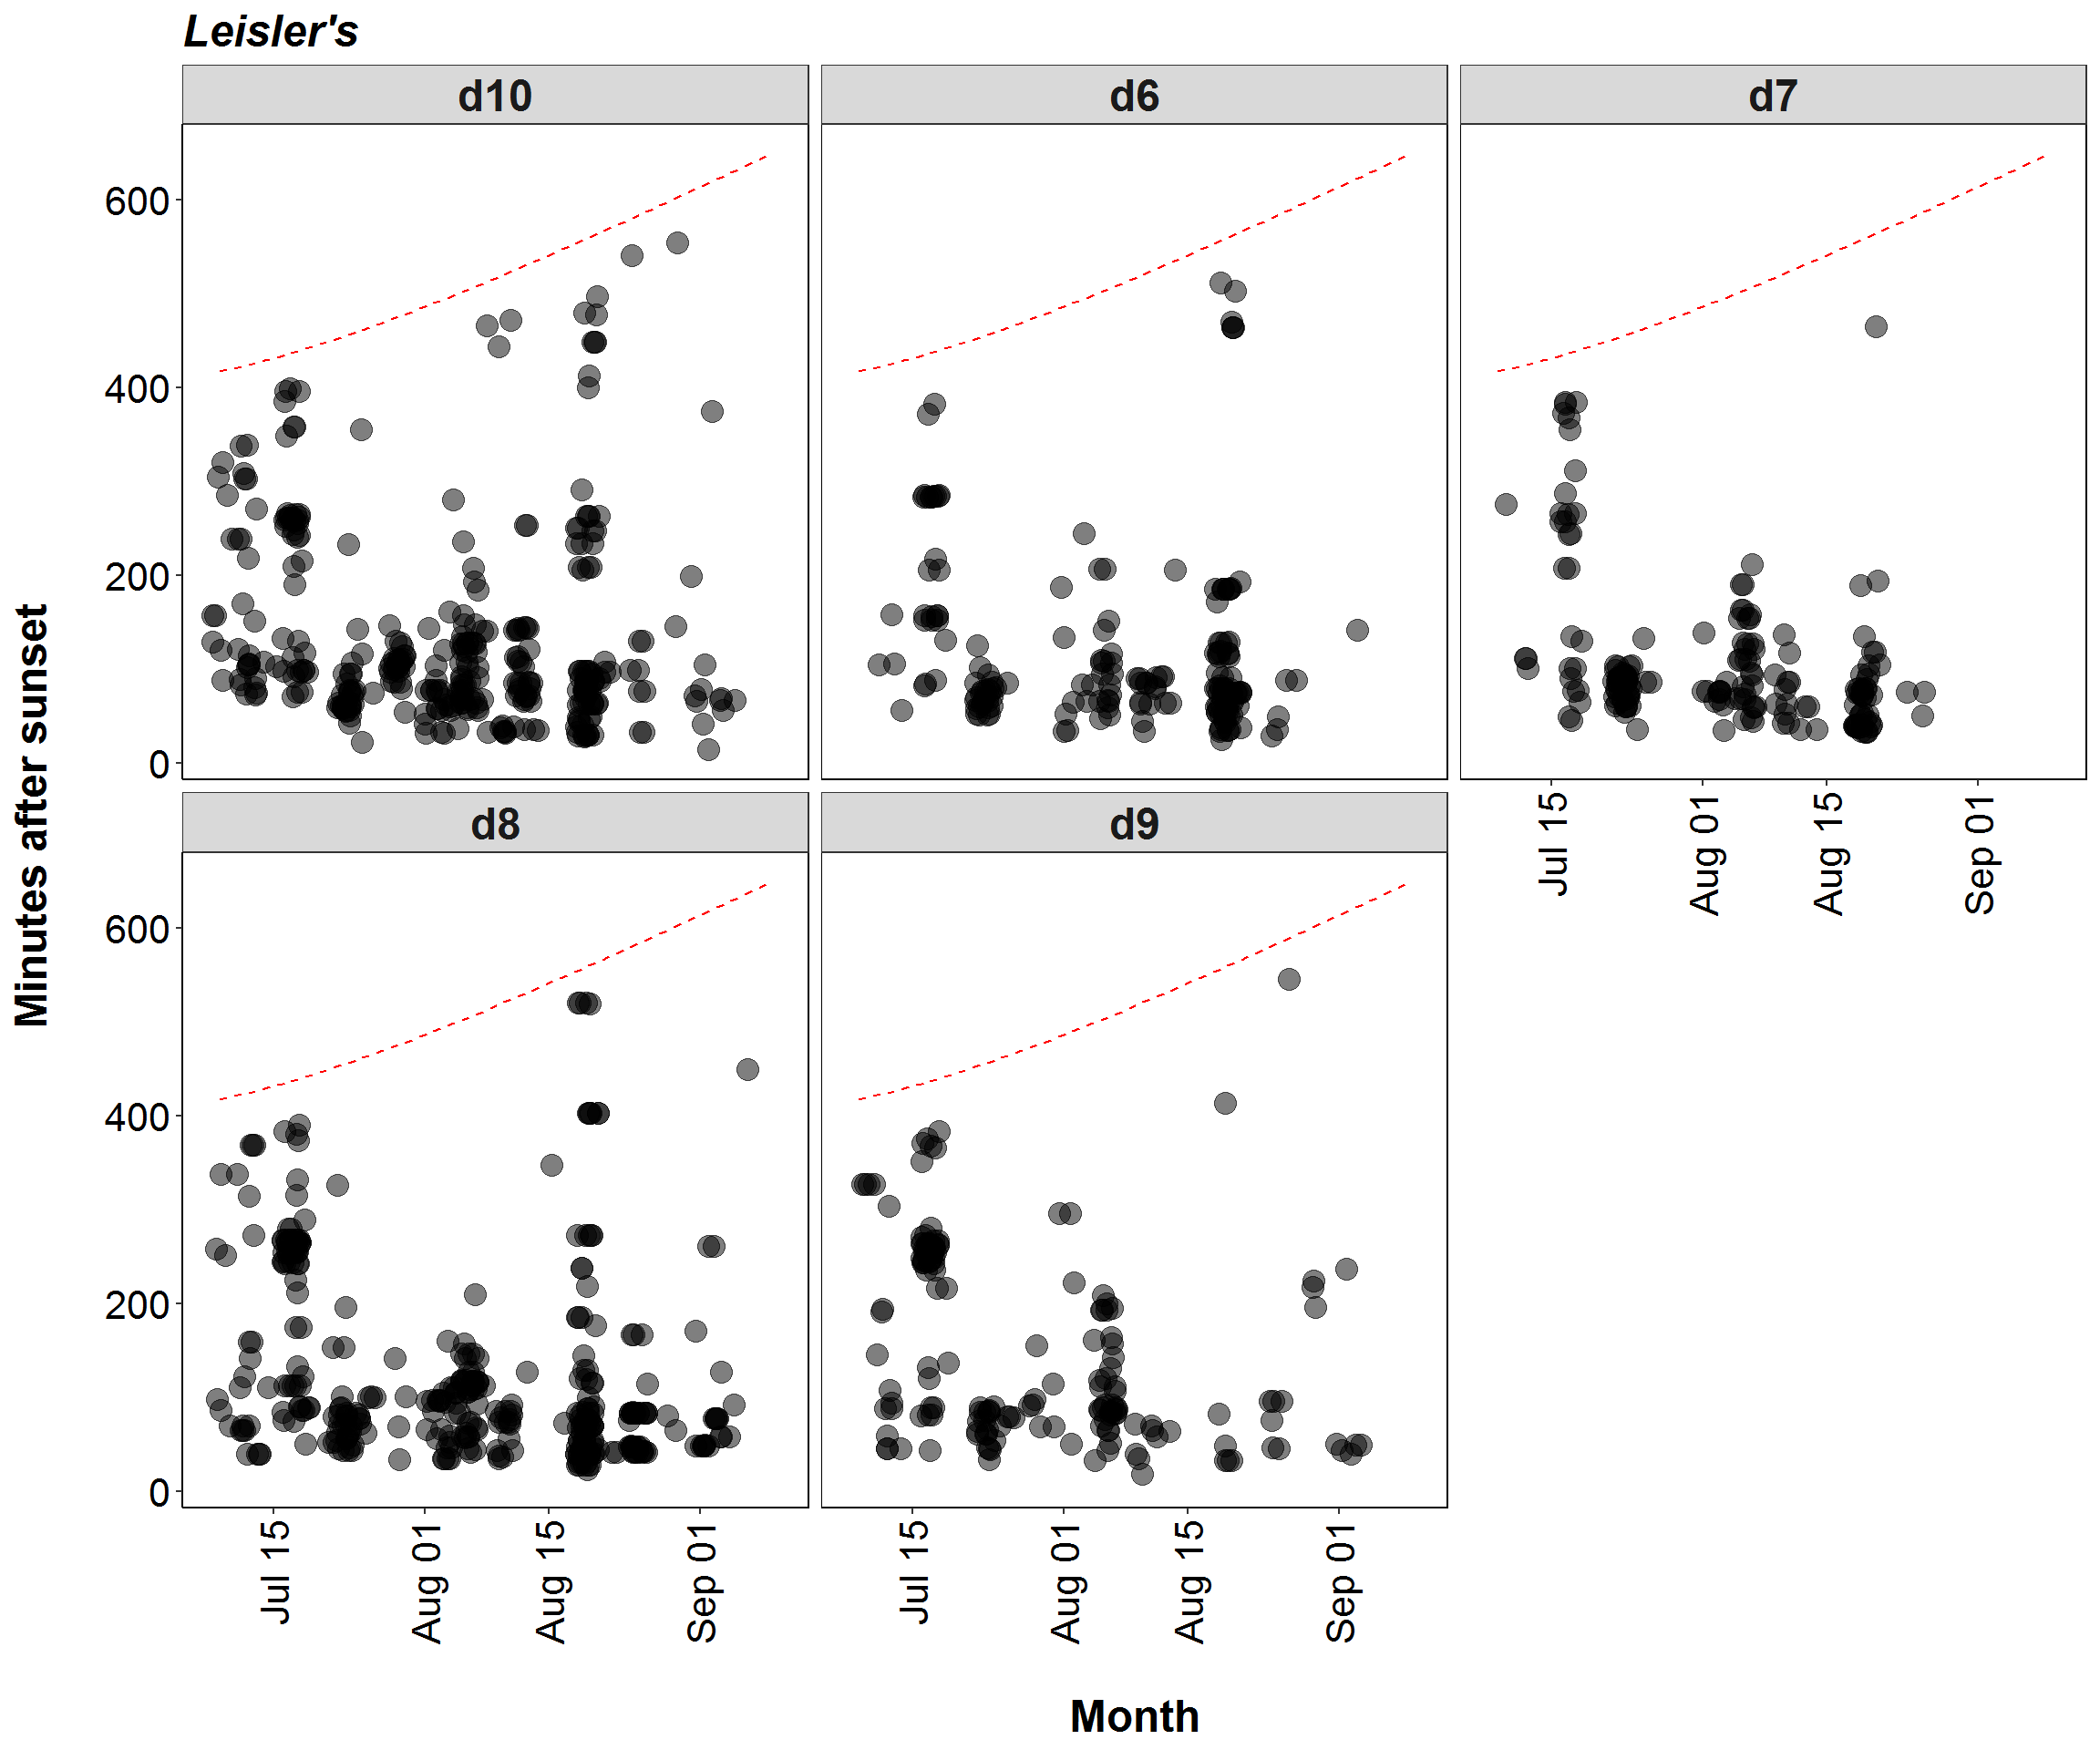 Leisler's
d10 d6 d7
600
400
200
0
Minutes after sunset
Jul 15 Aug 01 Aug 15 Sep 01
d8 d9
600
400
200
0
Jul 15 Aug 01 Aug 15 Sep 01 Jul 15 Aug 01 Aug 15 Sep 01
Month